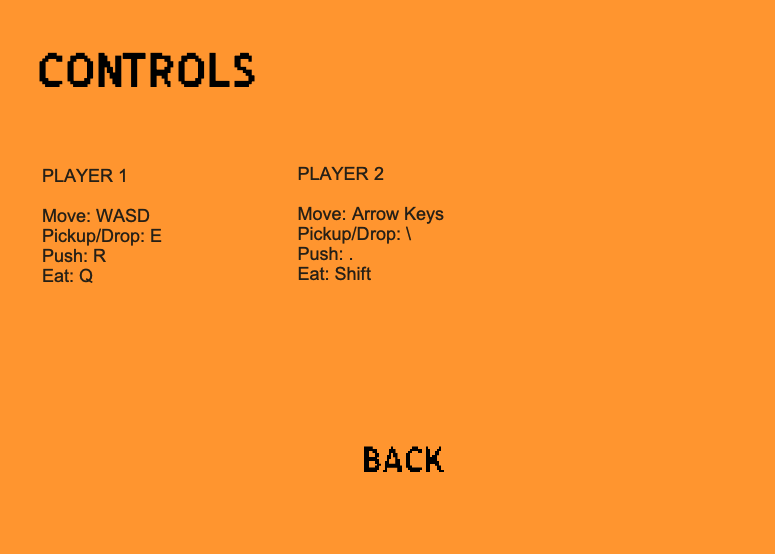 CONTROLS
PLAYER 1
Move: WASD
Pickup/Drop: E
Push: R
Eat: Q
PLAYER 2
Move: Arrow Keys
Pickup/Drop: \
Push: .
Eat: Shift
BACK